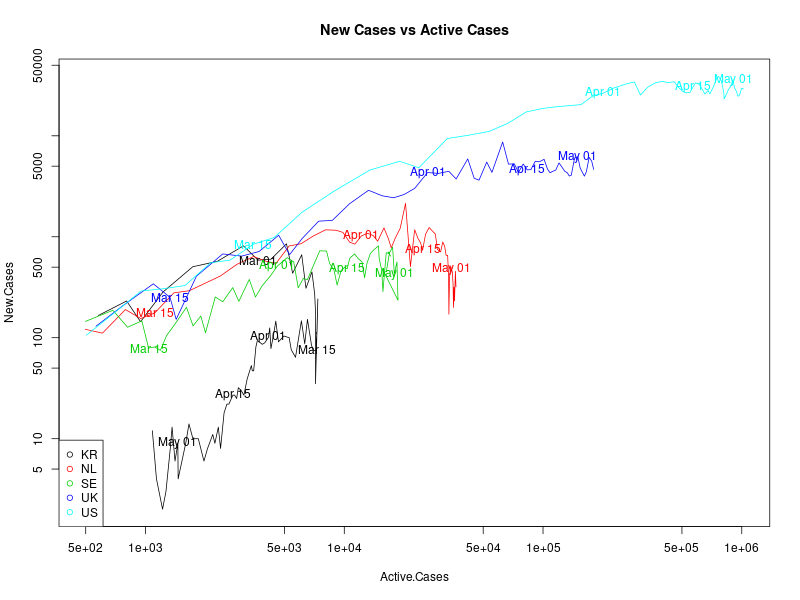 New Cases vs Active Cases
New.Cases
50000
5000
500
100
50
10
5
May 01
Apr 15
Apr 01
May 01
Apr 15
Apr 01
Mar 15
Apr 01
Apr 15
May 01
Mar 01
Apr 01
Apr 15
May 01
Mar 15
Mar 15
Mar 15
Apr 01
Mar 15
Apr 15
May 01
KR
NL
SE
UK
US
5e+02
1e+03
5e+03
1e+04
5e+04
1e+05
5e+05
1e+06
Active.Cases